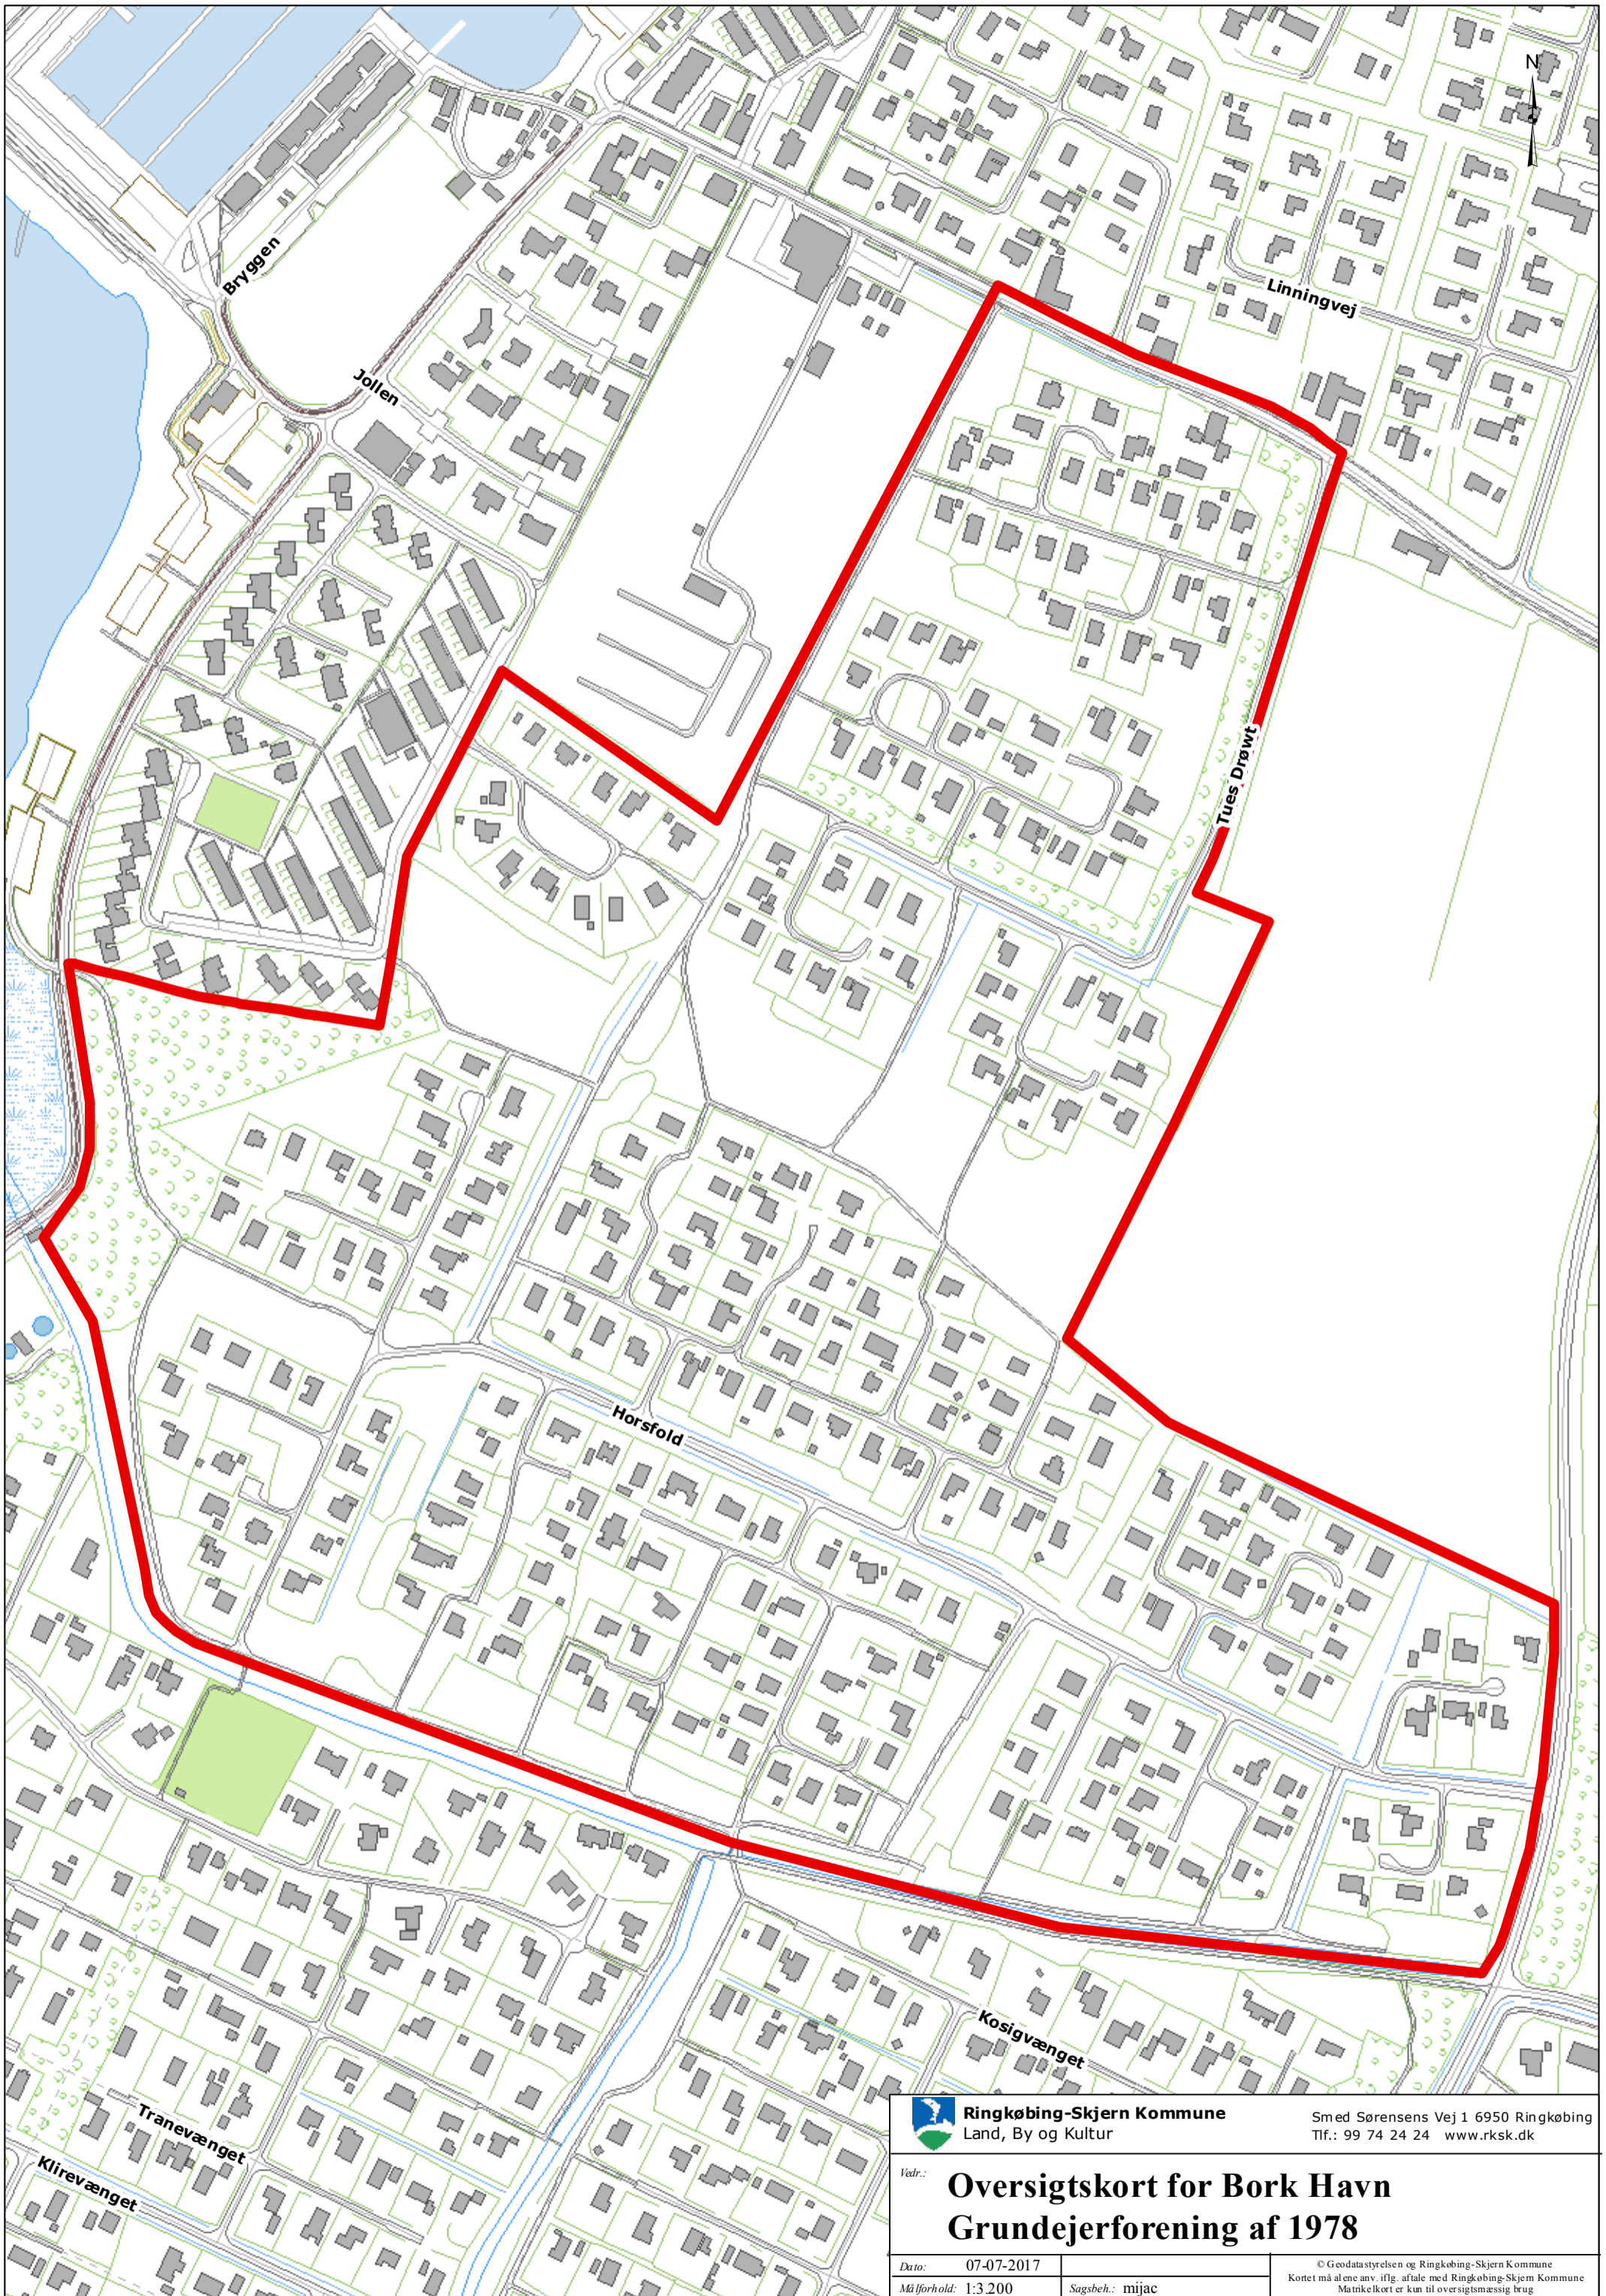 N
Bryggen
Linningvej
Jollen
Tues Drøwt
Horsfold
Kosigvænget
Tranevænget
Klirevænget
Ringkøbing-Skjern Kommune
Land, By og Kultur
Smed Sørensens Vej 1 6950 Ringkøbing
Tlf.: 99 74 24 24 www.rksk.dk
Vedr.:
Oversigtskort for Bork Havn
Grundejerforening af 1978
Dato: 07-07-2017
Målforhold: 1:3.200
Sagsbeh.: mijac
© Geodatastyrelsen og Ringkøbing-Skjern Kommune
Kortet må alene anv. iflg. aftale med Ringkøbing-Skjern Kommune
Matrikelkort er kun til oversigtsmæssig brug